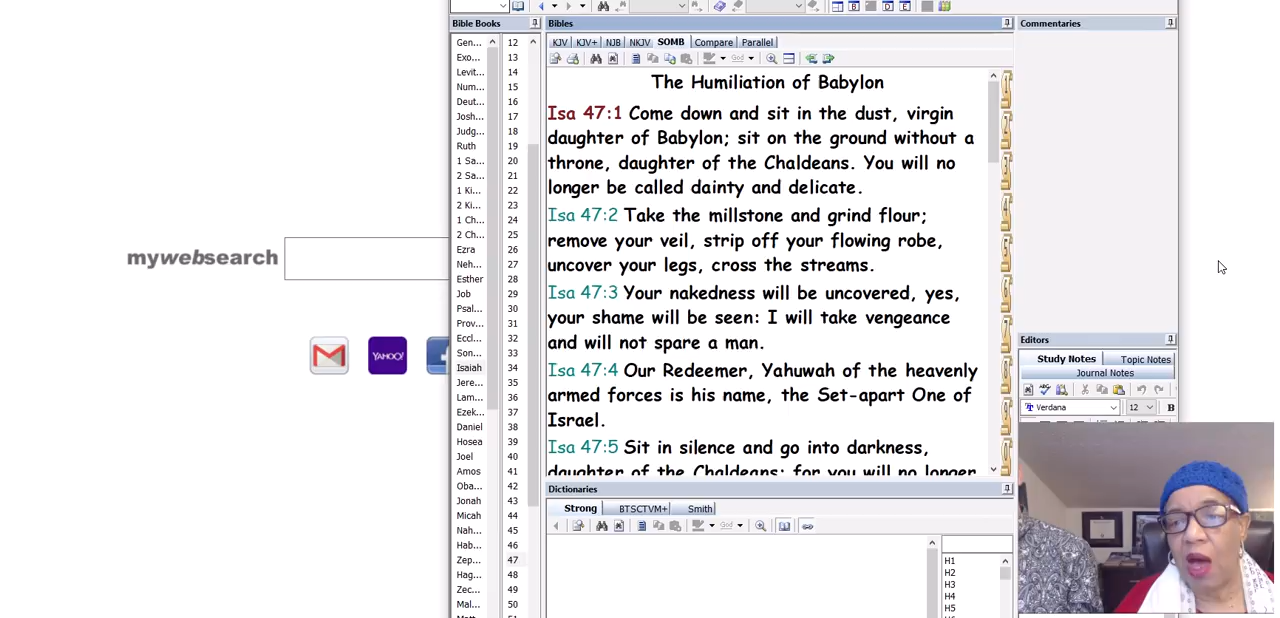 Bible Books
Bibles
Commentaries
Gen...
Exo...
Levit...
Num...
Deut...
Josh...
Judg...
Ruth
1 Sa...
2 Sa...
1 Ki...
2 Ki...
1 Ch...
2 Ch...
Ezra
Neh...
Esther
Job
Psal...
Prov...
Eccl...
Son...
Isaiah
Jere...
Lam...
Ezek...
Daniel
Hosea
Joel
Amos
Oba...
Jonah
Micah
Nah...
Hab...
Zep...
Hag...
Zec...
Mal...
12
13
14
15
16
17
18
19
20
21
22
23
24
25
26
27
28
29
30
31
32
33
34
35
36
37
38
39
40
41
42
43
44
45
46
47
48
49
50
KJV KJV+ NJB NKJV SOMB Compare Parallel
The Humiliation of Babylon
Isa 47:1 Come down and sit in the dust, virgin
daughter of Babylon; sit on the ground without a
throne, daughter of the Chaldeans. You will no
longer be called dainty and delicate.
Isa 47:2 Take the millstone and grind flour;
remove your veil, strip off your flowing robe,
uncover your legs, cross the streams.
Isa 47:3 Your nakedness will be uncovered, yes,
your shame will be seen: I will take vengeance
and will not spare a man.
Isa 47:4 Our Redeemer, Yahuwah of the heavenly
armed forces is his name, the Set-apart One of
Israel.
Isa 47:5 Sit in silence and go into darkness,
daughter of the Chaldeans; for you will no longer
mywebsearch
YAHOO!
Dictionaries
Strong BTSCTVM+ Smith
H1
H2
H3
H4
H5
Editors
Study Notes Topic Notes
Journal Notes
Verdana 12 B